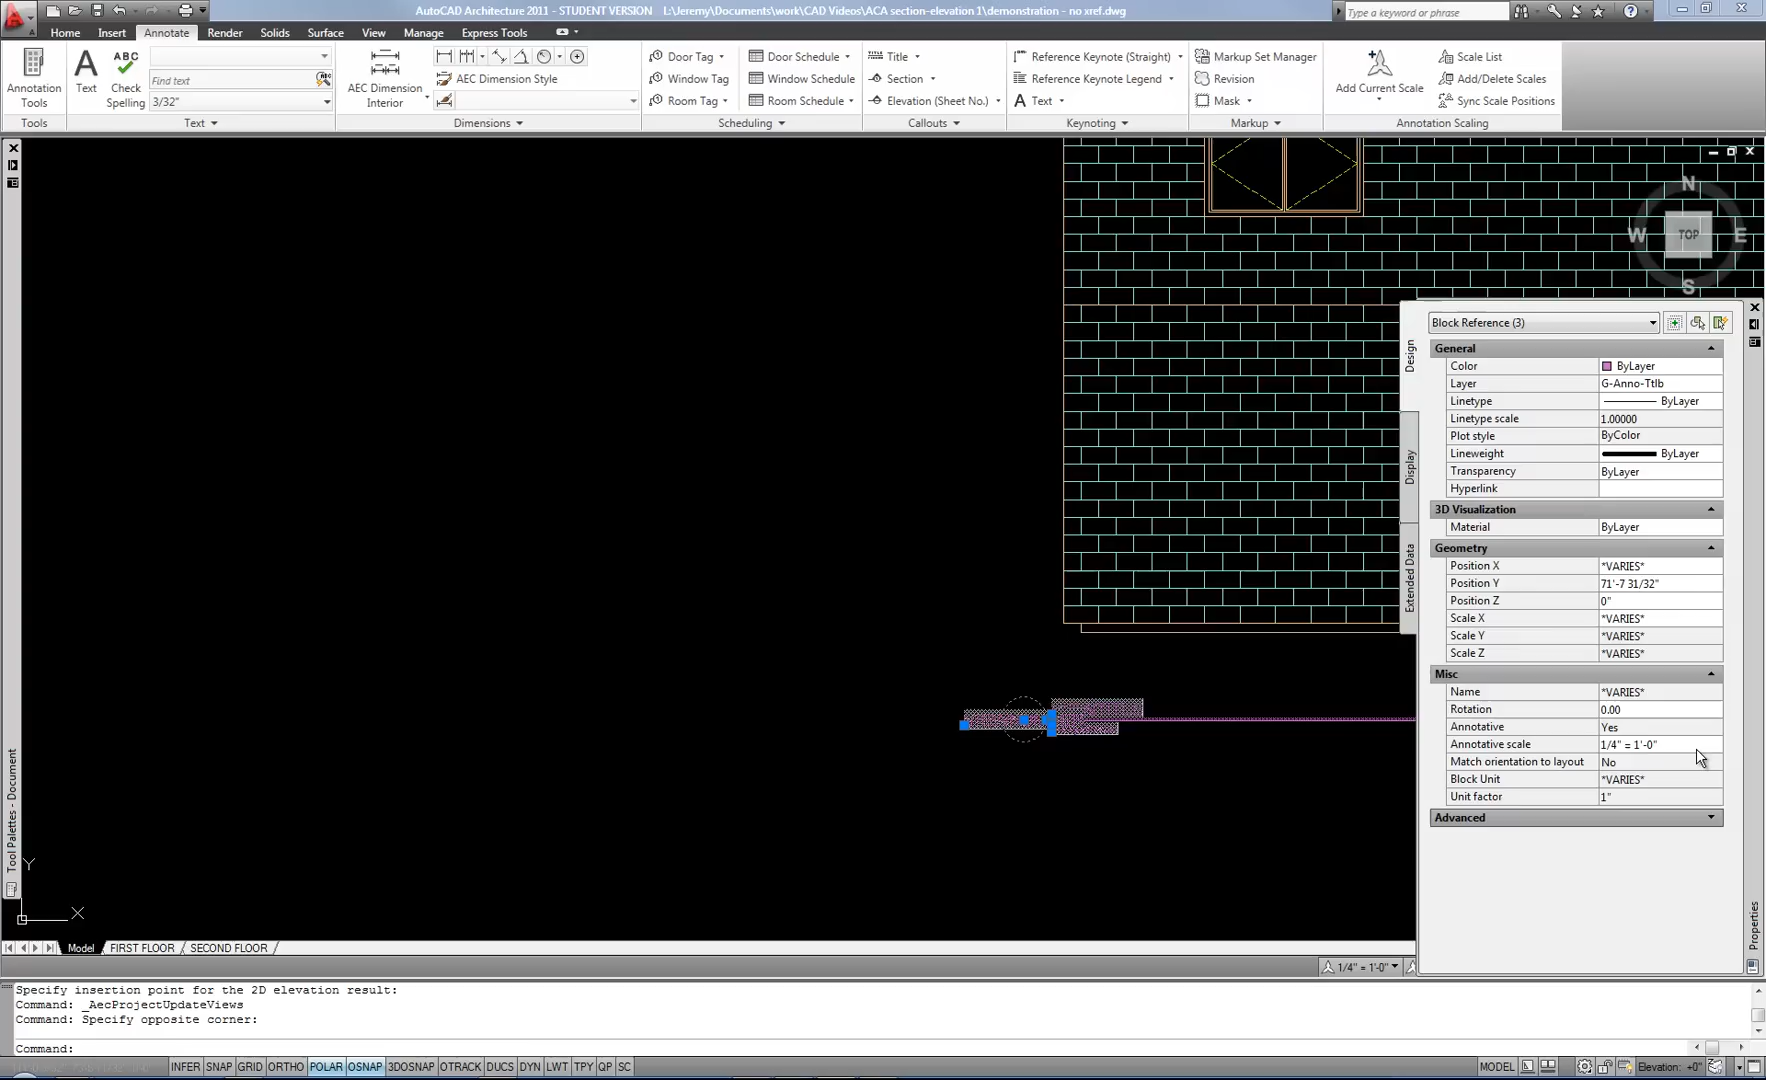 AutoCAD Architecture 2011 - STUDENT VERSION L:\Jeremy\Documents\work\CAD Videos\ACA section-elevation 1\demonstration - no xref.dwg
Type a keyword or phrase
Home Insert Annotate Render Solids Surface Furniture View Manage Express Tools
Annotation Tools
Text
ABC
Check Spelling
Find text
3/32"
AEC Dimension Interior
AEC Dimension Style
Door Tag
Window Tag
Room Tag
Door Schedule
Window Schedule
Room Schedule
Title
Section
Elevation (Sheet No.)
Reference Keynote (Straight)
Reference Keynote Legend
Text
Markup Set Manager
Revision
Mask
Add Current Scale
Scale List
Add/Delete Scales
Sync Scale Positions
Tools Text Dimensions Scheduling Callouts Keynoting Markup Annotation Scaling
N
W TOP E
S
Block Reference (3)
Design
Display
Extended Data
General
Color ByLayer
Layer G-Anno-Ttlb
Linetype ByLayer
Linetype scale 1.00000
Plot style ByColor
Lineweight ByLayer
Transparency ByLayer
Hyperlink
3D Visualization
Material ByLayer
Geometry
Position X *VARIES*
Position Y 71'-7 31/32"
Position Z 0"
Scale X *VARIES*
Scale Y *VARIES*
Scale Z *VARIES*
Misc
Name *VARIES*
Rotation 0.00
Annotative Yes
Annotative scale 1/4" = 1'-0"
Match orientation to layout No
Block Unit *VARIES*
Unit factor 1"
Advanced
Tool Palettes - Document
Properties
Y
X
Model FIRST FLOOR SECOND FLOOR
1/4" = 1'-0"
Specify insertion point for the 2D elevation result:
Command: _AecProjectUpdateViews
Command: Specify opposite corner:
Command:
INFER SNAP GRID ORTHO POLAR OSNAP 3DOSNAP OTRACK DUCS DYN LWT TPY QP SC
MODEL
Elevation: +0"